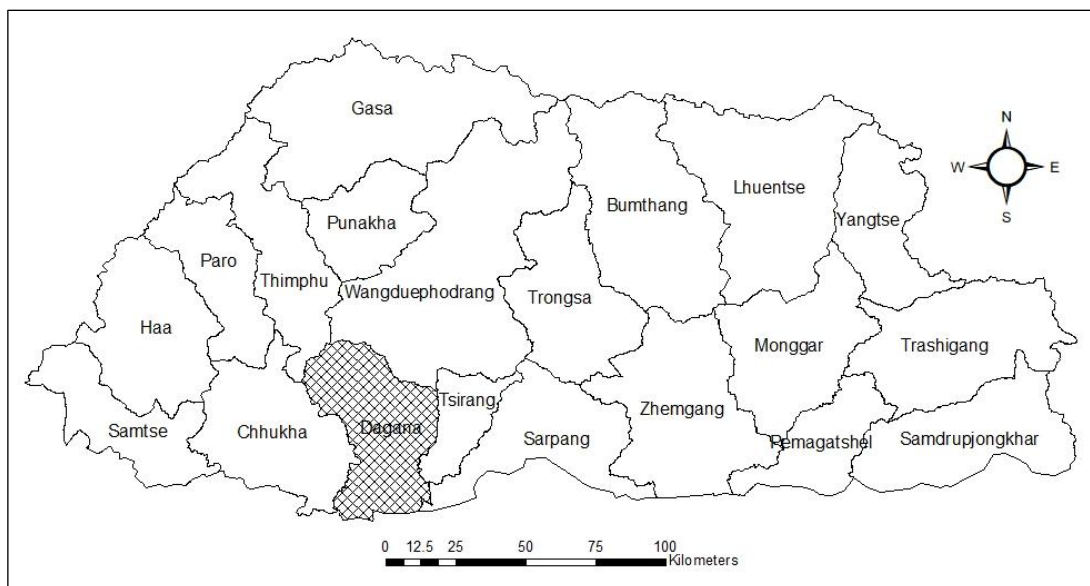 Gasa
N
W E
S
Lhuentse
Bumthang
Punakha
Yangtse
Paro
Thimphu
Wangduephodrang
Trongsa
Haa
Monggar
Trashigang
Tsirang
Zhemgang
Samtse
Chhukha
Dagana
Sarpang
Pemagatshel
Samdrupjongkhar
0 12.5 25 50 75 100
Kilometers